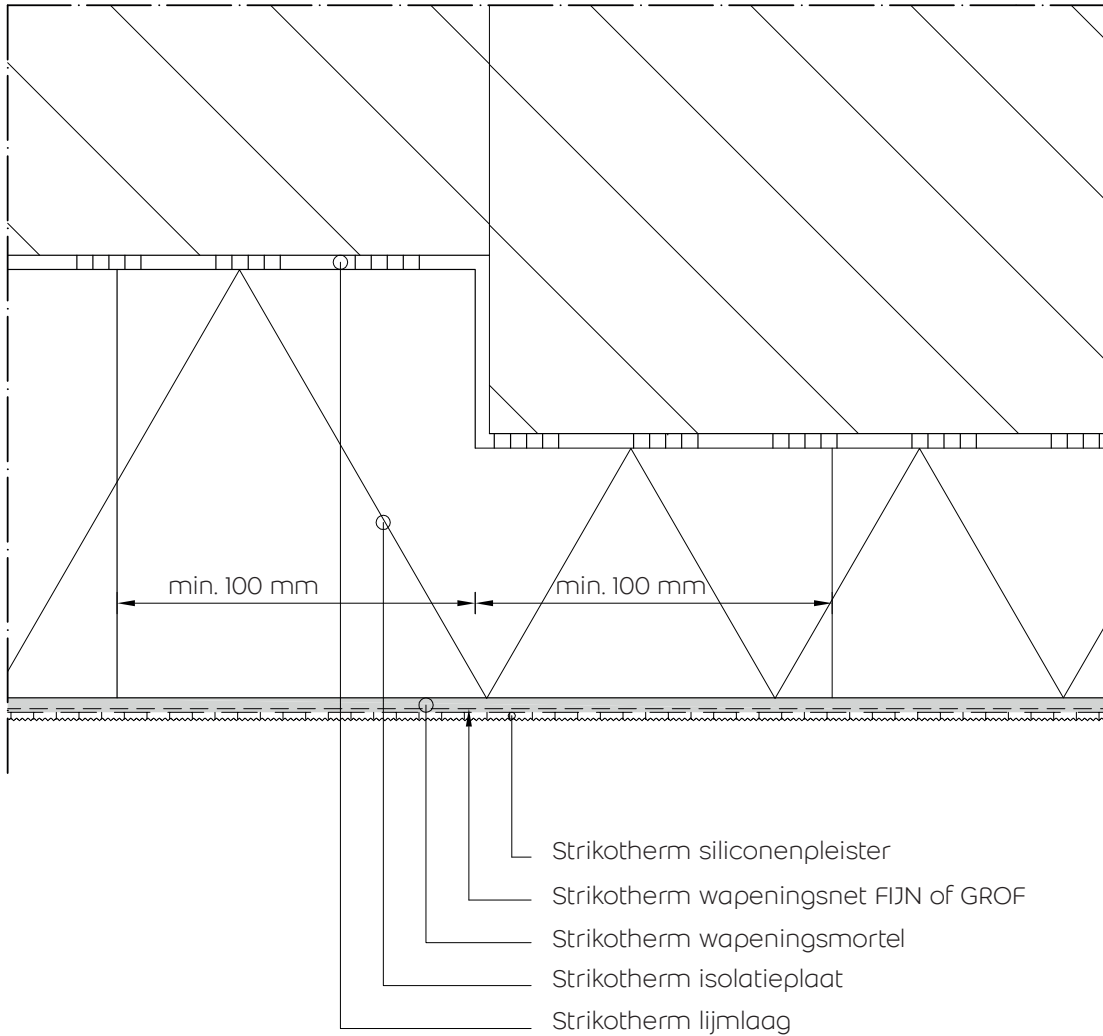 min. 100 mm
min. 100 mm
Strikotherm siliconenpleister
Strikotherm wapeningsnet FIJN of GROF
Strikotherm wapeningsmortel
Strikotherm isolatieplaat
Strikotherm lijmlaag